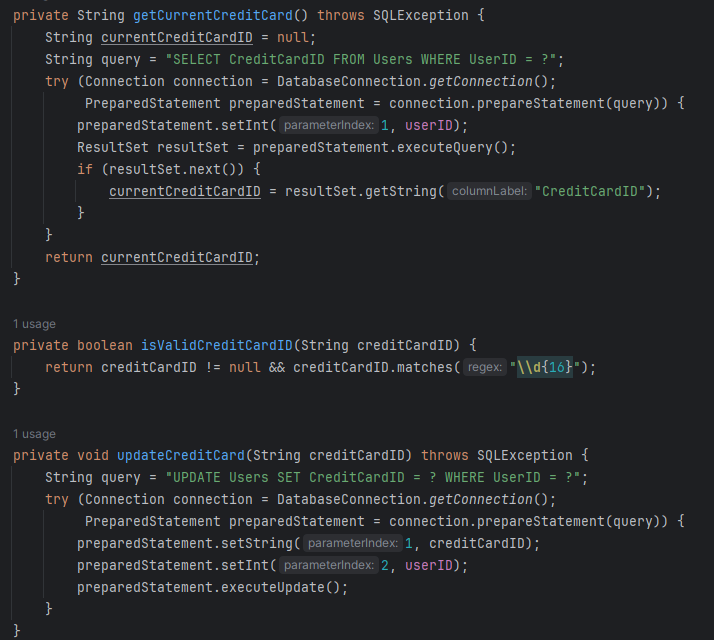 private String getCurrentCreditCard() throws SQLException {
String currentCreditCardID = null;
String query = "SELECT CreditCardID FROM Users WHERE UserID = ?";
try (Connection connection = DatabaseConnection.getConnection();
PreparedStatement preparedStatement = connection.prepareStatement(query)) {
preparedStatement.setInt( parameterIndex: 1, userID);
ResultSet resultSet = preparedStatement.executeQuery();
if (resultSet.next()) {
currentCreditCardID = resultSet.getString( columnLabel: "CreditCardID");
}
}
return currentCreditCardID;
}
1 usage
private boolean isValidCreditCardID(String creditCardID) {
return creditCardID != null && creditCardID.matches( regex: "\\d{16}");
}
1 usage
private void updateCreditCard(String creditCardID) throws SQLException {
String query = "UPDATE Users SET CreditCardID = ? WHERE UserID = ?";
try (Connection connection = DatabaseConnection.getConnection();
PreparedStatement preparedStatement = connection.prepareStatement(query)) {
preparedStatement.setString( parameterIndex: 1, creditCardID);
preparedStatement.setInt( parameterIndex: 2, userID);
preparedStatement.executeUpdate();
}
}